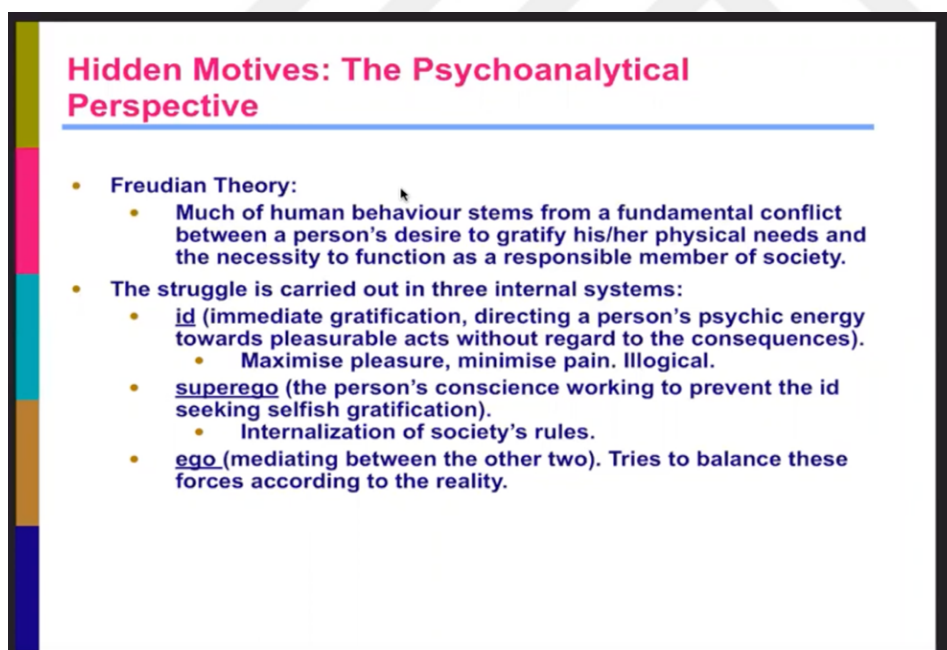 Hidden Motives: The Psychoanalytical
Perspective
• Freudian Theory:
• Much of human behaviour stems from a fundamental conflict
between a person's desire to gratify his/her physical needs and
the necessity to function as a responsible member of society.
• The struggle is carried out in three internal systems:
• id (immediate gratification, directing a person's psychic energy
towards pleasurable acts without regard to the consequences).
• Maximise pleasure, minimise pain. Illogical.
• superego (the person's conscience working to prevent the id
seeking selfish gratification).
• Internalization of society's rules.
• ego (mediating between the other two). Tries to balance these
forces according to the reality.